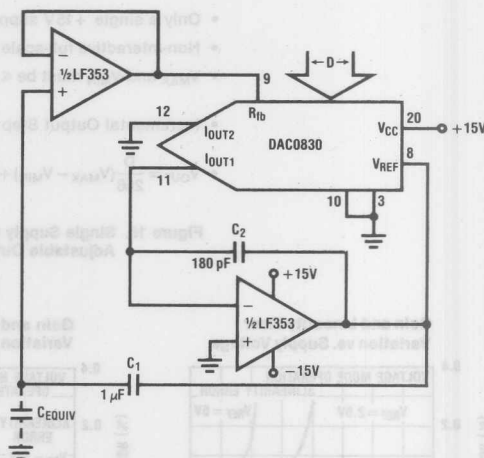 ½LF353
−
+
D
9
Rfb
12
IOUT2
DAC0830
VCC
20
+15V
IOUT1
VREF
8
11
10
3
C2
180 pF
+15V
−
½LF353
+
−15V
C1
1 µF
CEQUIV